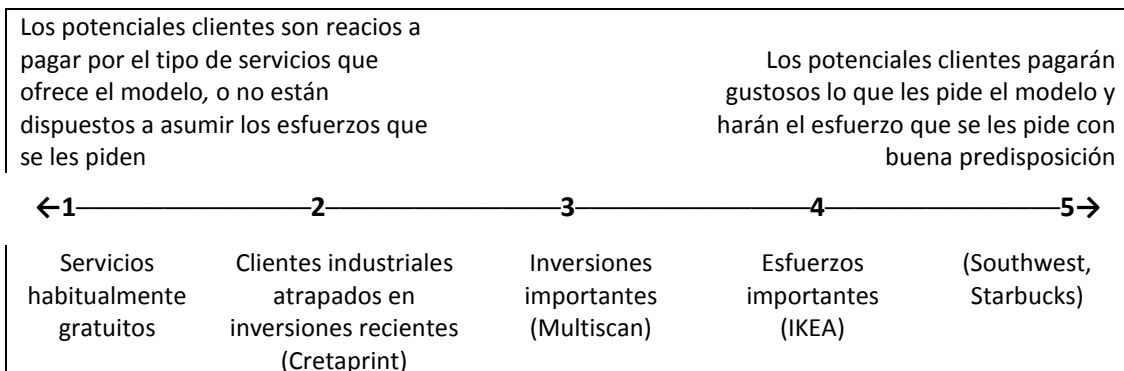 Los potenciales clientes son reacios a
pagar por el tipo de servicios que
ofrece el modelo, o no están
dispuestos a asumir los esfuerzos que
se les piden
Los potenciales clientes pagarán
gustosos lo que les pide el modelo y
harán el esfuerzo que se les pide con
buena predisposición
←1 2 3 4 5→
Servicios
habitualmente
gratuitos
Clientes industriales
atrapados en
inversiones recientes
(Cretaprint)
Inversiones
importantes
(Multiscan)
Esfuerzos
importantes
(IKEA)
(Southwest,
Starbucks)